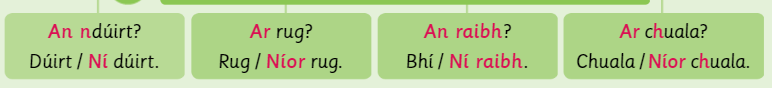 An ndúirt?
Dúirt / Ní dúirt.
Ar rug?
Rug / Níor rug.
An raibh?
Bhí / Ní raibh.
Ar chuala?
Chuala / Níor chuala.